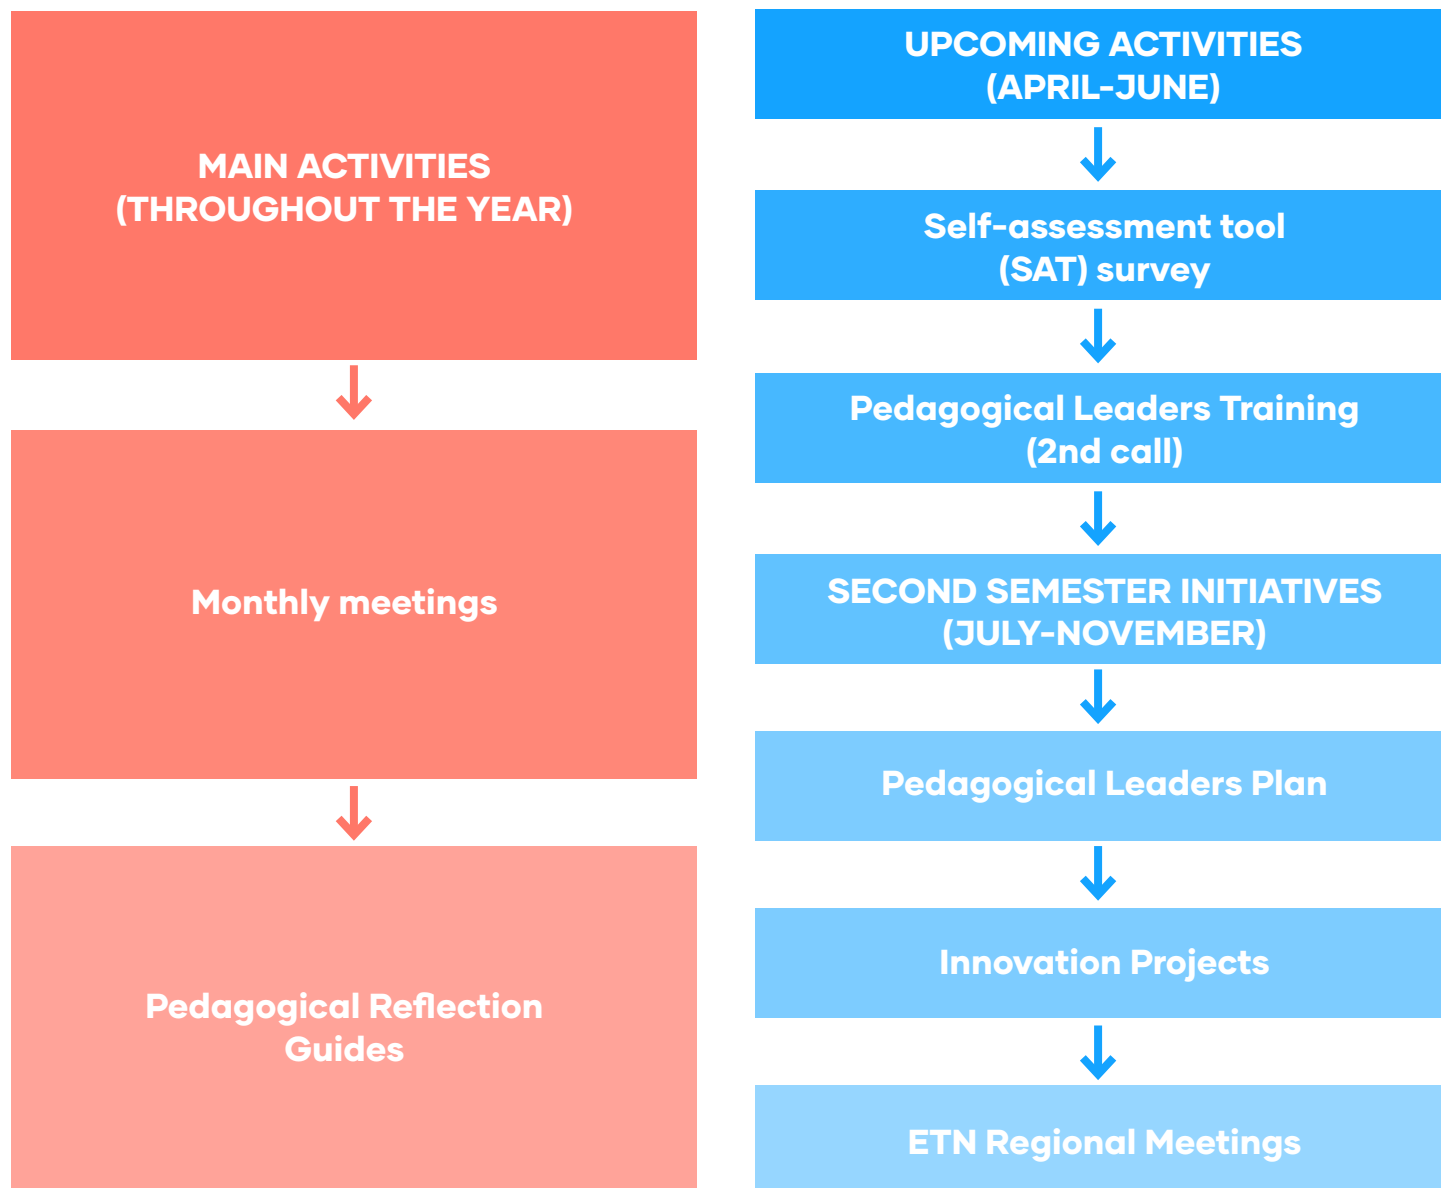 MAIN ACTIVITIES
(THROUGHOUT THE YEAR)
Monthly meetings
Pedagogical Reflection
Guides
UPCOMING ACTIVITIES
(APRIL-JUNE)
Self-assessment tool
(SAT) survey
Pedagogical Leaders Training
(2nd call)
SECOND SEMESTER INITIATIVES
(JULY-NOVEMBER)
Pedagogical Leaders Plan
Innovation Projects
ETN Regional Meetings